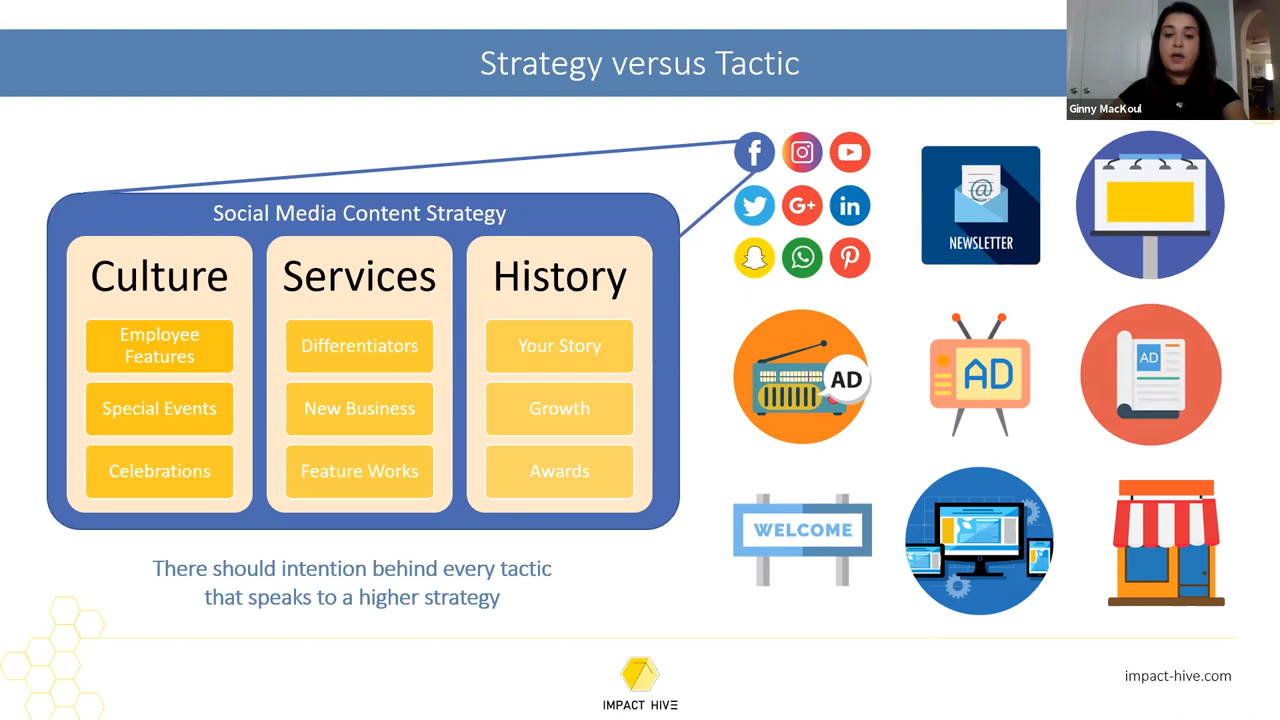 Strategy versus Tactic
Ginny MacKoul
Social Media Content Strategy
Culture
Employee
Features
Special Events
Celebrations
Services
Differentiators
New Business
Feature Works
History
Your Story
Growth
Awards
There should intention behind every tactic
that speaks to a higher strategy
f
G+
in
@
NEWSLETTER
AD
AD
AD
WELCOME
IMPACT HIVE
impact-hive.com